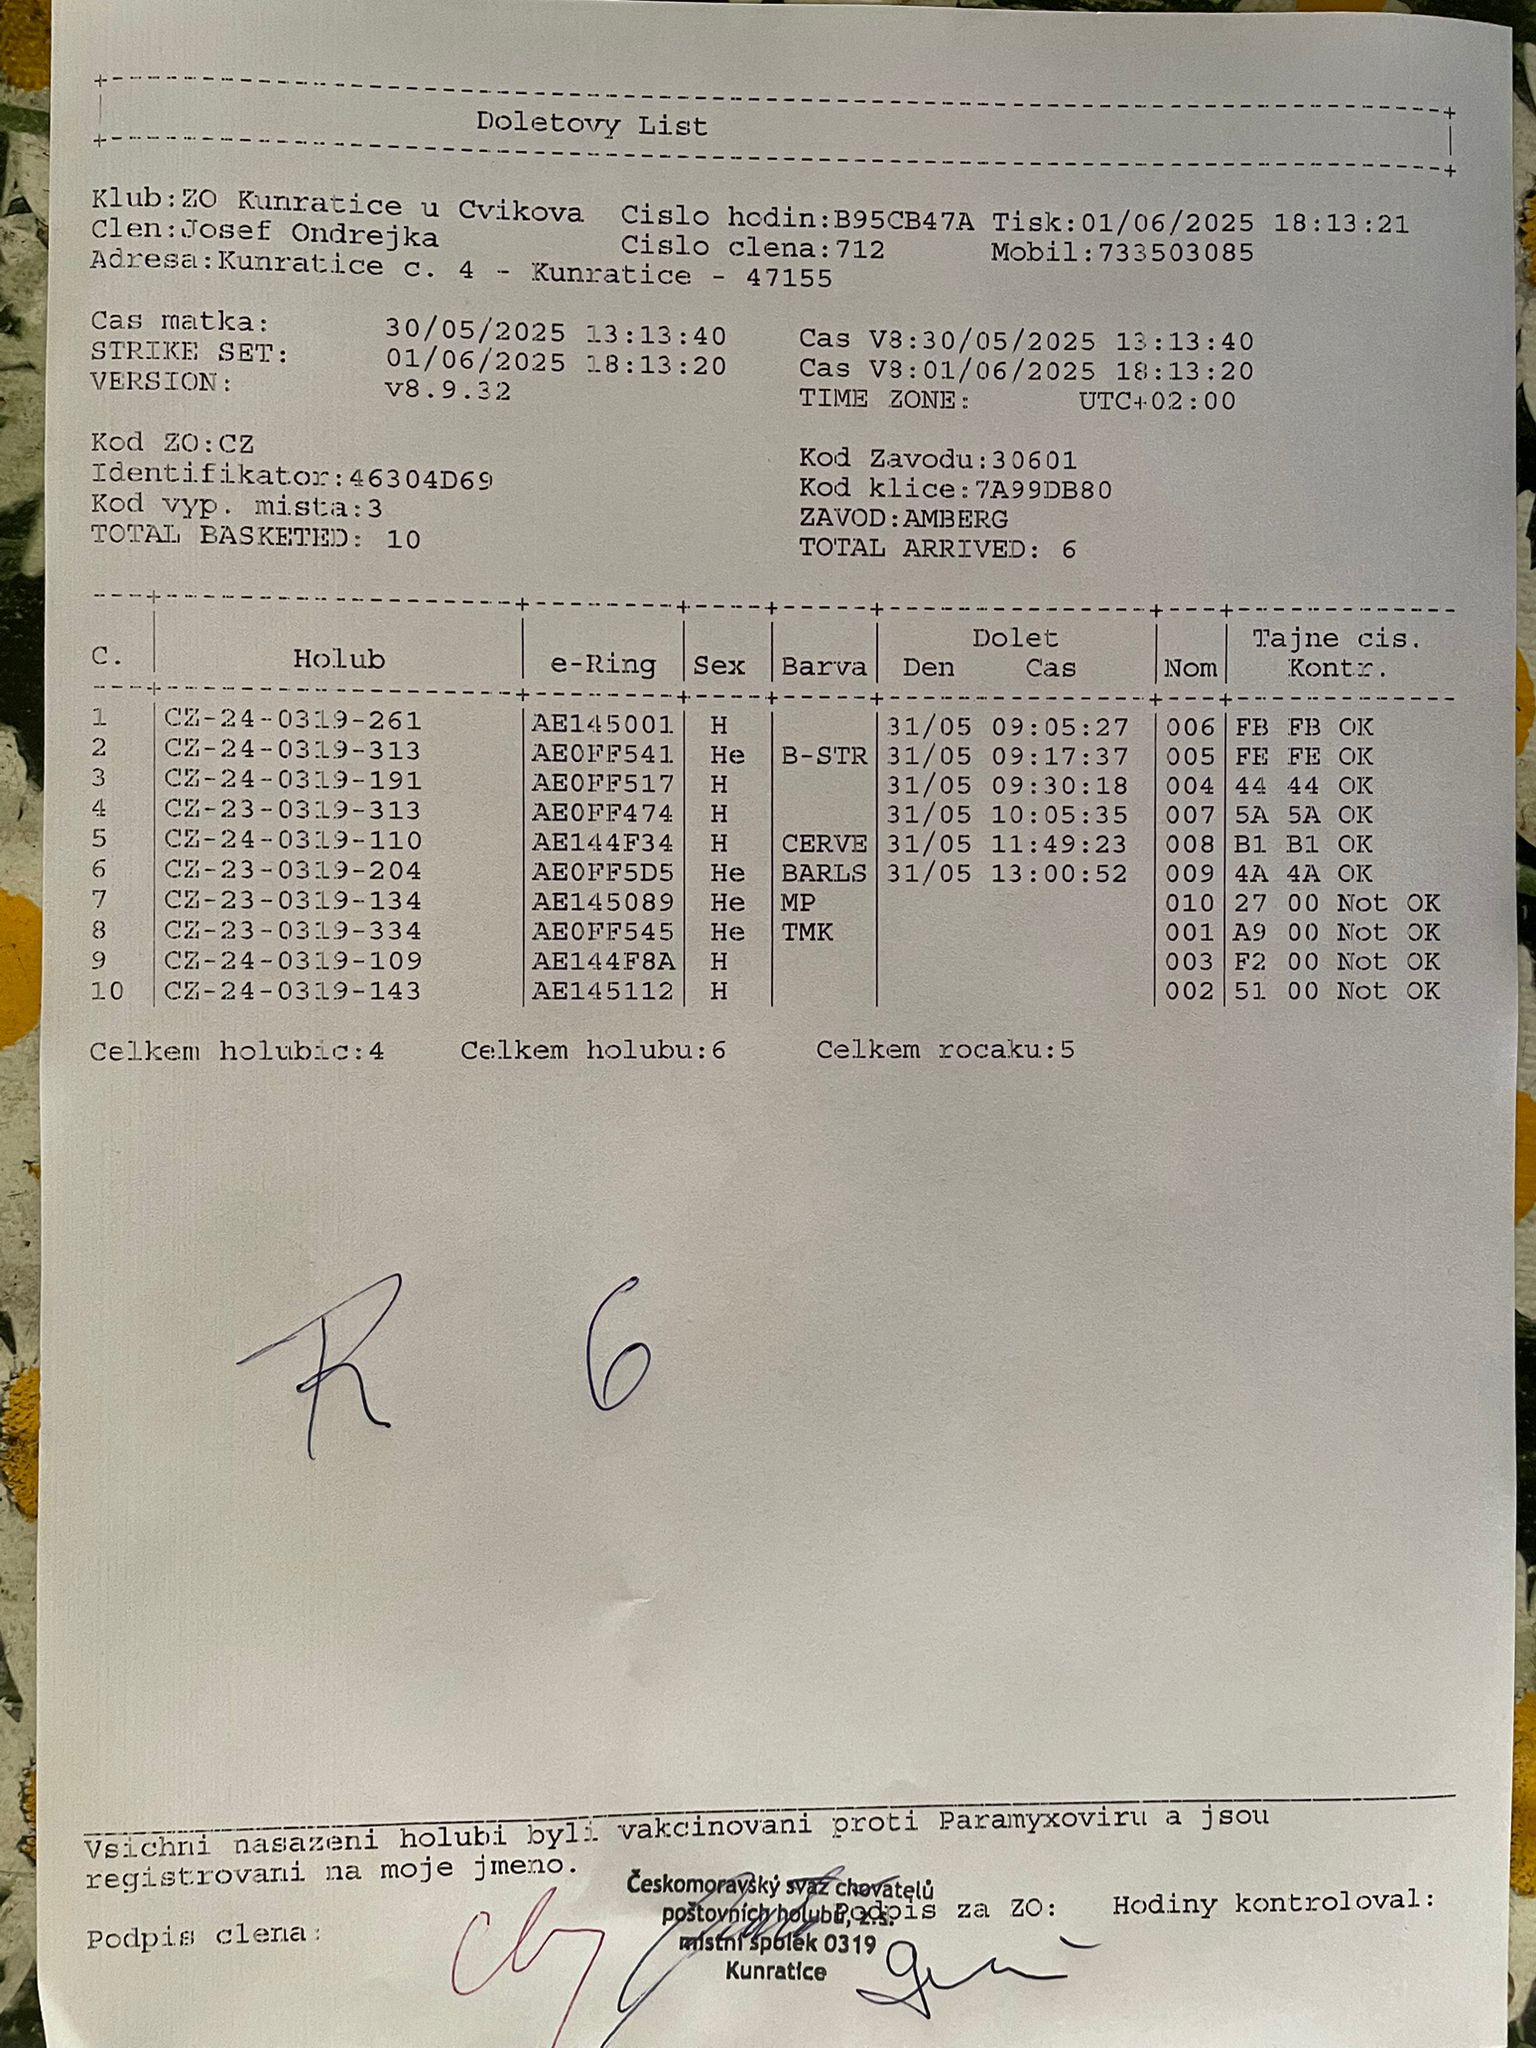 Doletovy List
Klub:ZO Kunratice u Cvikova Cislo hodin:B95CB47A Tisk:01/06/2025 18:13:21
Clen:Josef Ondrejka Cislo clena:712 Mobil:733503085
Adresa:Kunratice c. 4 - Kunratice - 47155
Cas matka: 30/05/2025 13:13:40 Cas V8:30/05/2025 13:13:40
STRIKE SET: 01/06/2025 18:13:20 Cas V8:01/06/2025 18:13:20
VERSION: v8.9.32 TIME ZONE: UTC+02:00
Kod ZO:CZ Kod Zavodu:30601
Identifikator:46304D69 Kod klice:7A99DB80
Kod vyp. mista:3 ZAVOD:AMBERG
TOTAL BASKETED: 10 TOTAL ARRIVED: 6
Dolet Tajne cis.
C. Holub e-Ring Sex Barva Den Cas Nom Kontr.
1 CZ-24-0319-261 AE145001 H 31/05 09:05:27 006 FB FB OK
2 CZ-24-0319-313 AE0FF541 He B-STR 31/05 09:17:37 005 FE FE OK
3 CZ-24-0319-191 AE0FF517 H 31/05 09:30:18 004 44 44 OK
4 CZ-23-0319-313 AE0FF474 H 31/05 10:05:35 007 5A 5A OK
5 CZ-24-0319-110 AE144F34 H CERVE 31/05 11:49:23 008 B1 B1 OK
6 CZ-23-0319-204 AE0FF5D5 He BARLS 31/05 13:00:52 009 4A 4A OK
7 CZ-23-0319-134 AE145089 He MP 010 27 00 Not OK
8 CZ-23-0319-334 AE0FF545 He TMK 001 A9 00 Not OK
9 CZ-24-0319-109 AE144F8A H 003 F2 00 Not OK
10 CZ-24-0319-143 AE145112 H 002 51 00 Not OK
Celkem holubic:4 Celkem holubu:6 Celkem rocaku:5
R 6
Vsichni nasazeni holubi byli vakcinovani proti Paramyxoviru a jsou
registrovani na moje jmeno.
Podpis clena: Podpis za ZO: Hodiny kontroloval:
Českomoravský svaz chovatelů
poštovních holubů, z.s.
místní spolek 0319
Kunratice